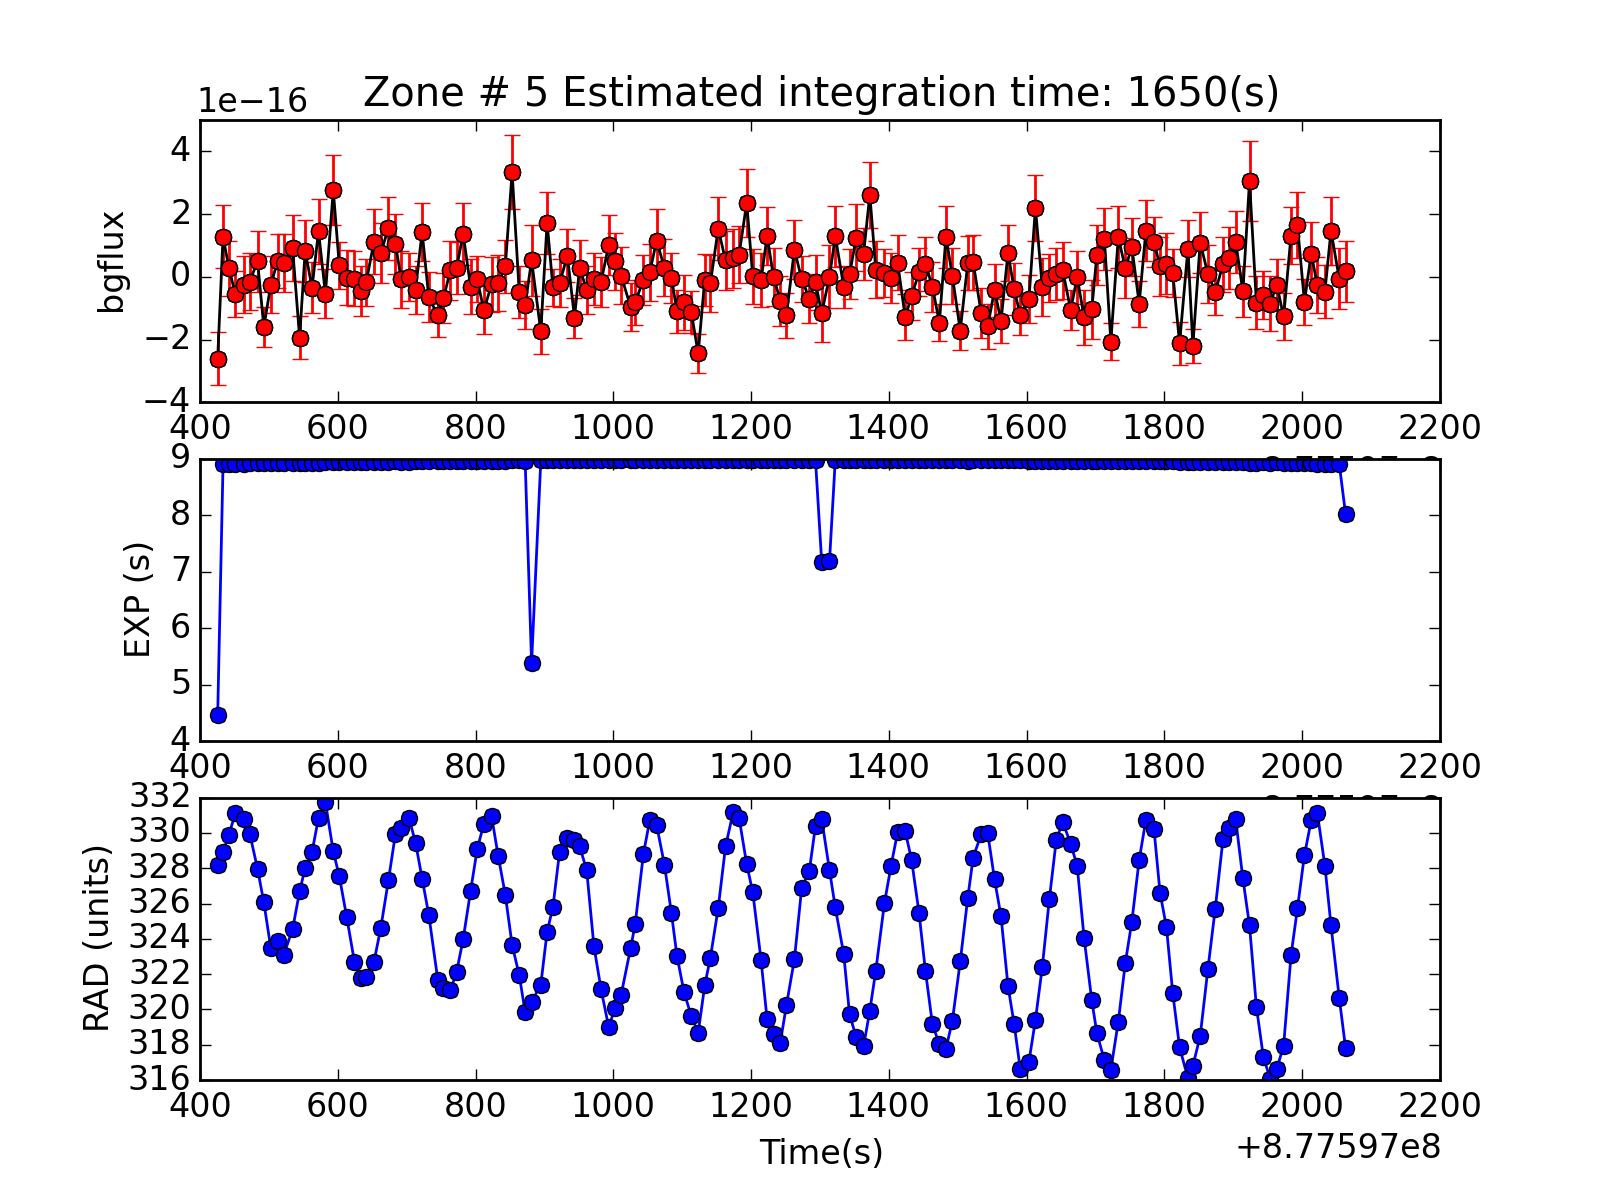 Zone # 5 Estimated integration time: 1650(s)
1e−16
4
2
0
−2
−4
bgflux
400 600 800 1000 1200 1400 1600 1800 2000 2200
9
8
7
6
5
4
EXP (s)
400 600 800 1000 1200 1400 1600 1800 2000 2200
332
330
328
326
324
322
320
318
316
RAD (units)
400 600 800 1000 1200 1400 1600 1800 2000 2200
Time(s)
+8.77597e8